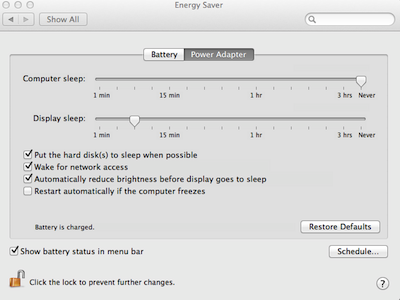 Energy Saver
Show All
Battery Power Adapter
Computer sleep:
1 min 15 min 1 hr 3 hrs Never
Display sleep:
1 min 15 min 1 hr 3 hrs Never
Put the hard disk(s) to sleep when possible
Wake for network access
Automatically reduce brightness before display goes to sleep
Restart automatically if the computer freezes
Battery is charged. Restore Defaults
Show battery status in menu bar Schedule...
Click the lock to prevent further changes. ?